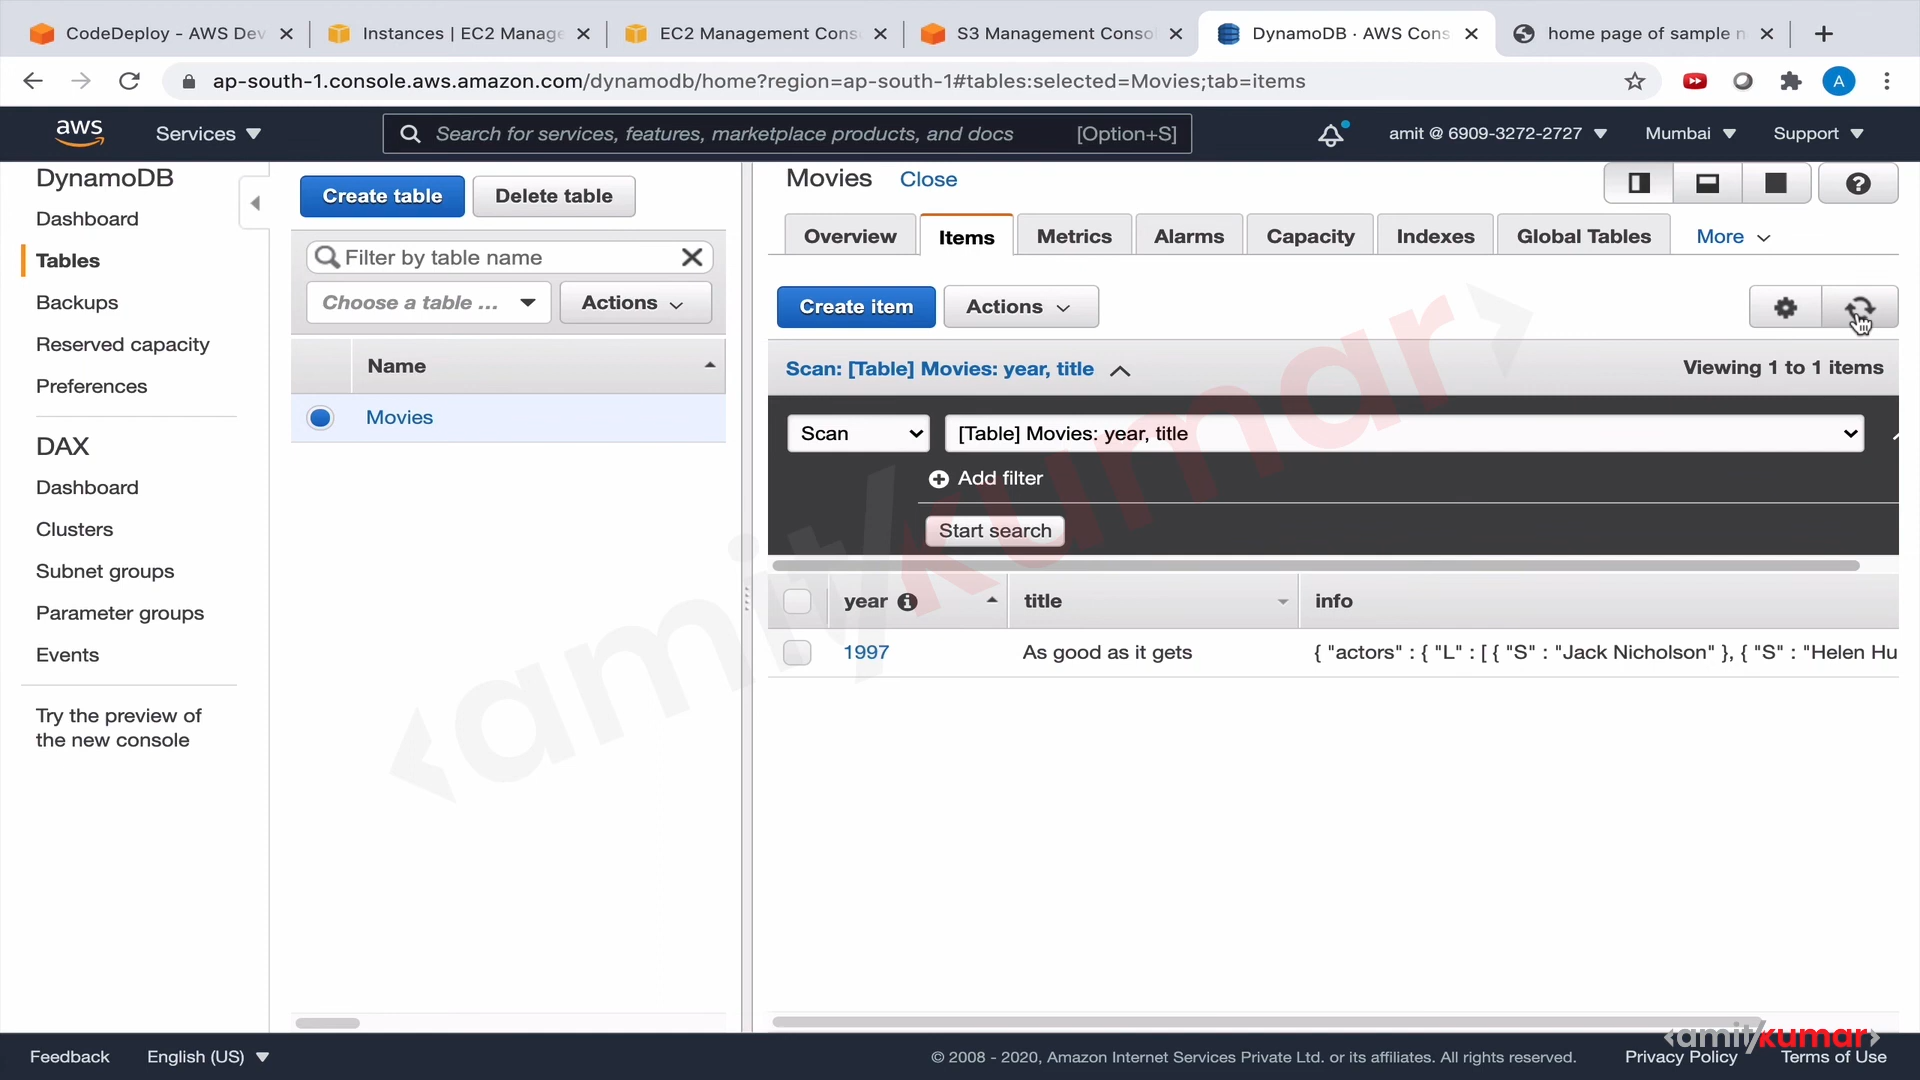 CodeDeploy - AWS Dev
Instances | EC2 Manage
EC2 Management Cons
S3 Management Consol
DynamoDB · AWS Cons
home page of sample n
ap-south-1.console.aws.amazon.com/dynamodb/home?region=ap-south-1#tables:selected=Movies;tab=items
A
aws
Services
Search for services, features, marketplace products, and docs [Option+S]
amit @ 6909-3272-2727
Mumbai
Support
DynamoDB
Dashboard
Tables
Backups
Reserved capacity
Preferences
DAX
Dashboard
Clusters
Subnet groups
Parameter groups
Events
Try the preview of
the new console
Create table
Delete table
Filter by table name
Choose a table ...
Actions
Name
Movies
Movies Close
Overview
Items
Metrics
Alarms
Capacity
Indexes
Global Tables
More
Create item
Actions
Scan: [Table] Movies: year, title
Viewing 1 to 1 items
Scan
[Table] Movies: year, title
Add filter
Start search
year title info
1997 As good as it gets { "actors" : { "L" : [ { "S" : "Jack Nicholson" }, { "S" : "Helen Hu
<amit/kumar>
Feedback
English (US)
© 2008 - 2020, Amazon Internet Services Private Ltd. or its affiliates. All rights reserved.
Privacy Policy
Terms of Use
<amit/kumar>